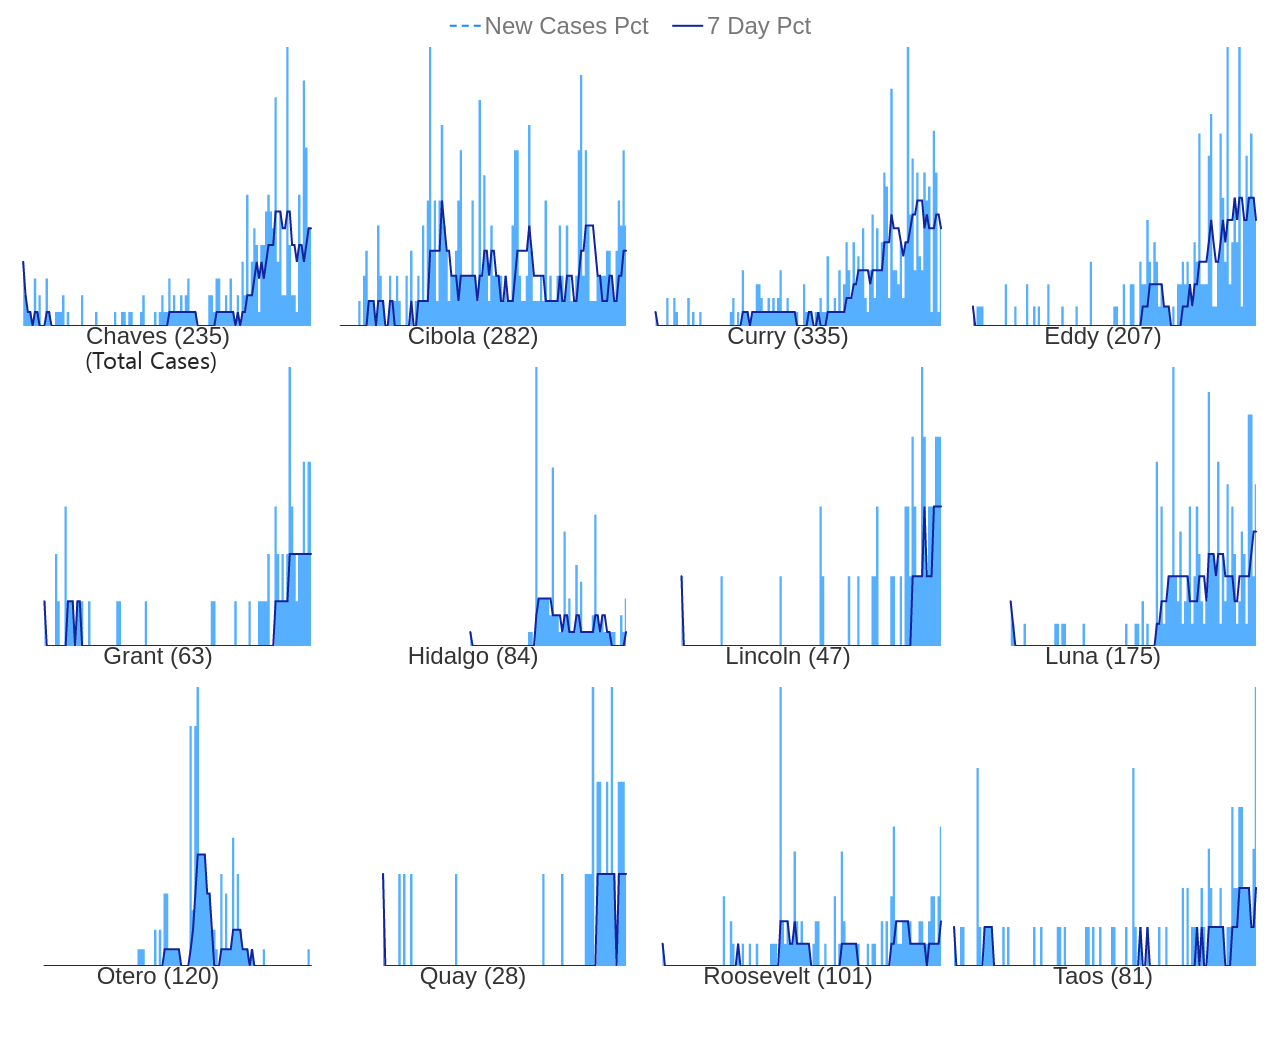 New Cases Pct 7 Day Pct
Chaves (235) Cibola (282) Curry (335) Eddy (207)
(Total Cases)
Grant (63) Hidalgo (84) Lincoln (47) Luna (175)
Otero (120) Quay (28) Roosevelt (101) Taos (81)